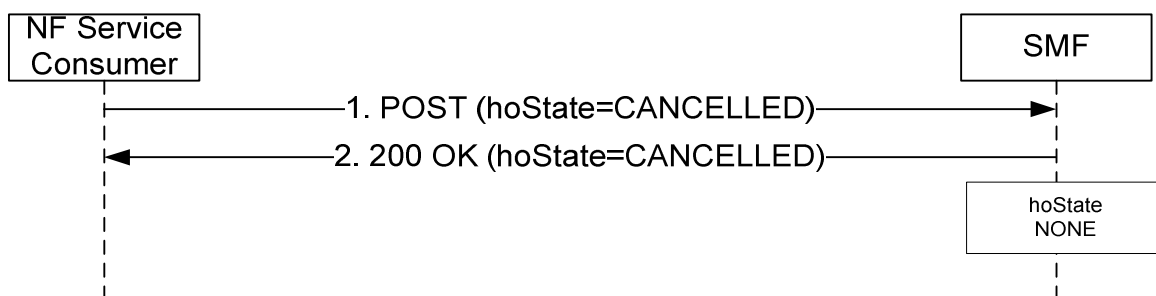 NF Service
Consumer
SMF
1. POST (hoState=CANCELLED)
2. 200 OK (hoState=CANCELLED)
hoState
NONE